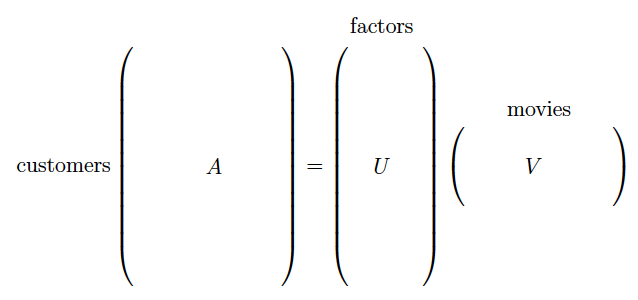 factors
movies
customers ( A ) = ( U ) ( V )